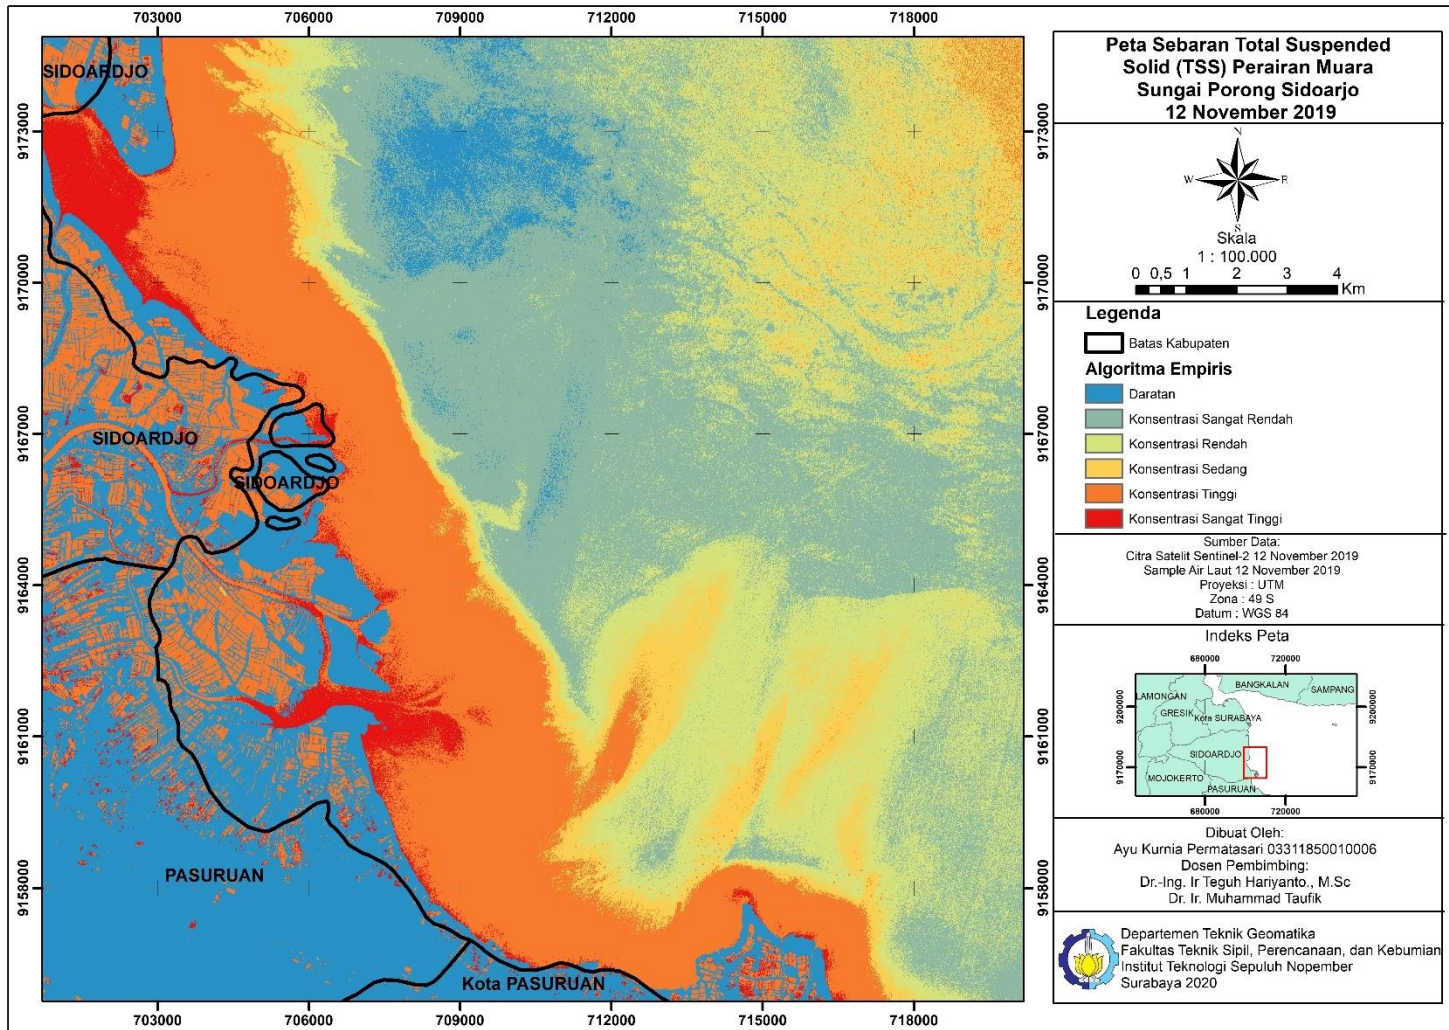 703000 706000 709000 712000 715000 718000
9173000
9170000
9167000
9164000
9161000
9158000
SIDOARDJO
SIDOARDJO
SIDOARDJO
PASURUAN
Kota PASURUAN
9173000
9170000
9167000
9164000
9161000
9158000
703000 706000 709000 712000 715000 718000
Peta Sebaran Total Suspended
Solid (TSS) Perairan Muara
Sungai Porong Sidoarjo
12 November 2019
N
W E
S
Skala
1 : 100.000
0 0,5 1 2 3 4
Km
Legenda
Batas Kabupaten
Algoritma Empiris
Daratan
Konsentrasi Sangat Rendah
Konsentrasi Rendah
Konsentrasi Sedang
Konsentrasi Tinggi
Konsentrasi Sangat Tinggi
Sumber Data:
Citra Satelit Sentinel-2 12 November 2019
Sample Air Laut 12 November 2019
Proyeksi : UTM
Zona : 49 S
Datum : WGS 84
Indeks Peta
680000 720000
BANGKALAN
LAMONGAN SAMPANG
GRESIK
Kota SURABAYA
9200000 9200000
SIDOARDJO
9170000 9170000
MOJOKERTO
PASURUAN
680000 720000
Dibuat Oleh:
Ayu Kurnia Permatasari 03311850010006
Dosen Pembimbing:
Dr.-Ing. Ir Teguh Hariyanto., M.Sc
Dr. Ir. Muhammad Taufik
Departemen Teknik Geomatika
Fakultas Teknik Sipil, Perencanaan, dan Kebumian
Institut Teknologi Sepuluh Nopember
Surabaya 2020